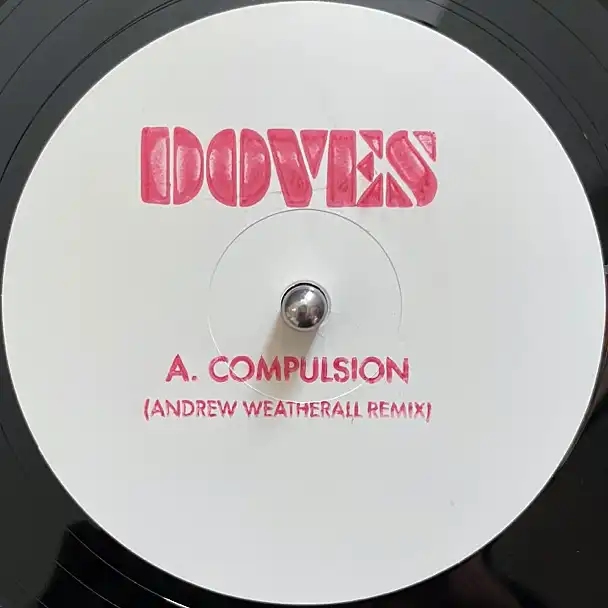 DOVES
A. COMPULSION
(ANDREW WEATHERALL REMIX)